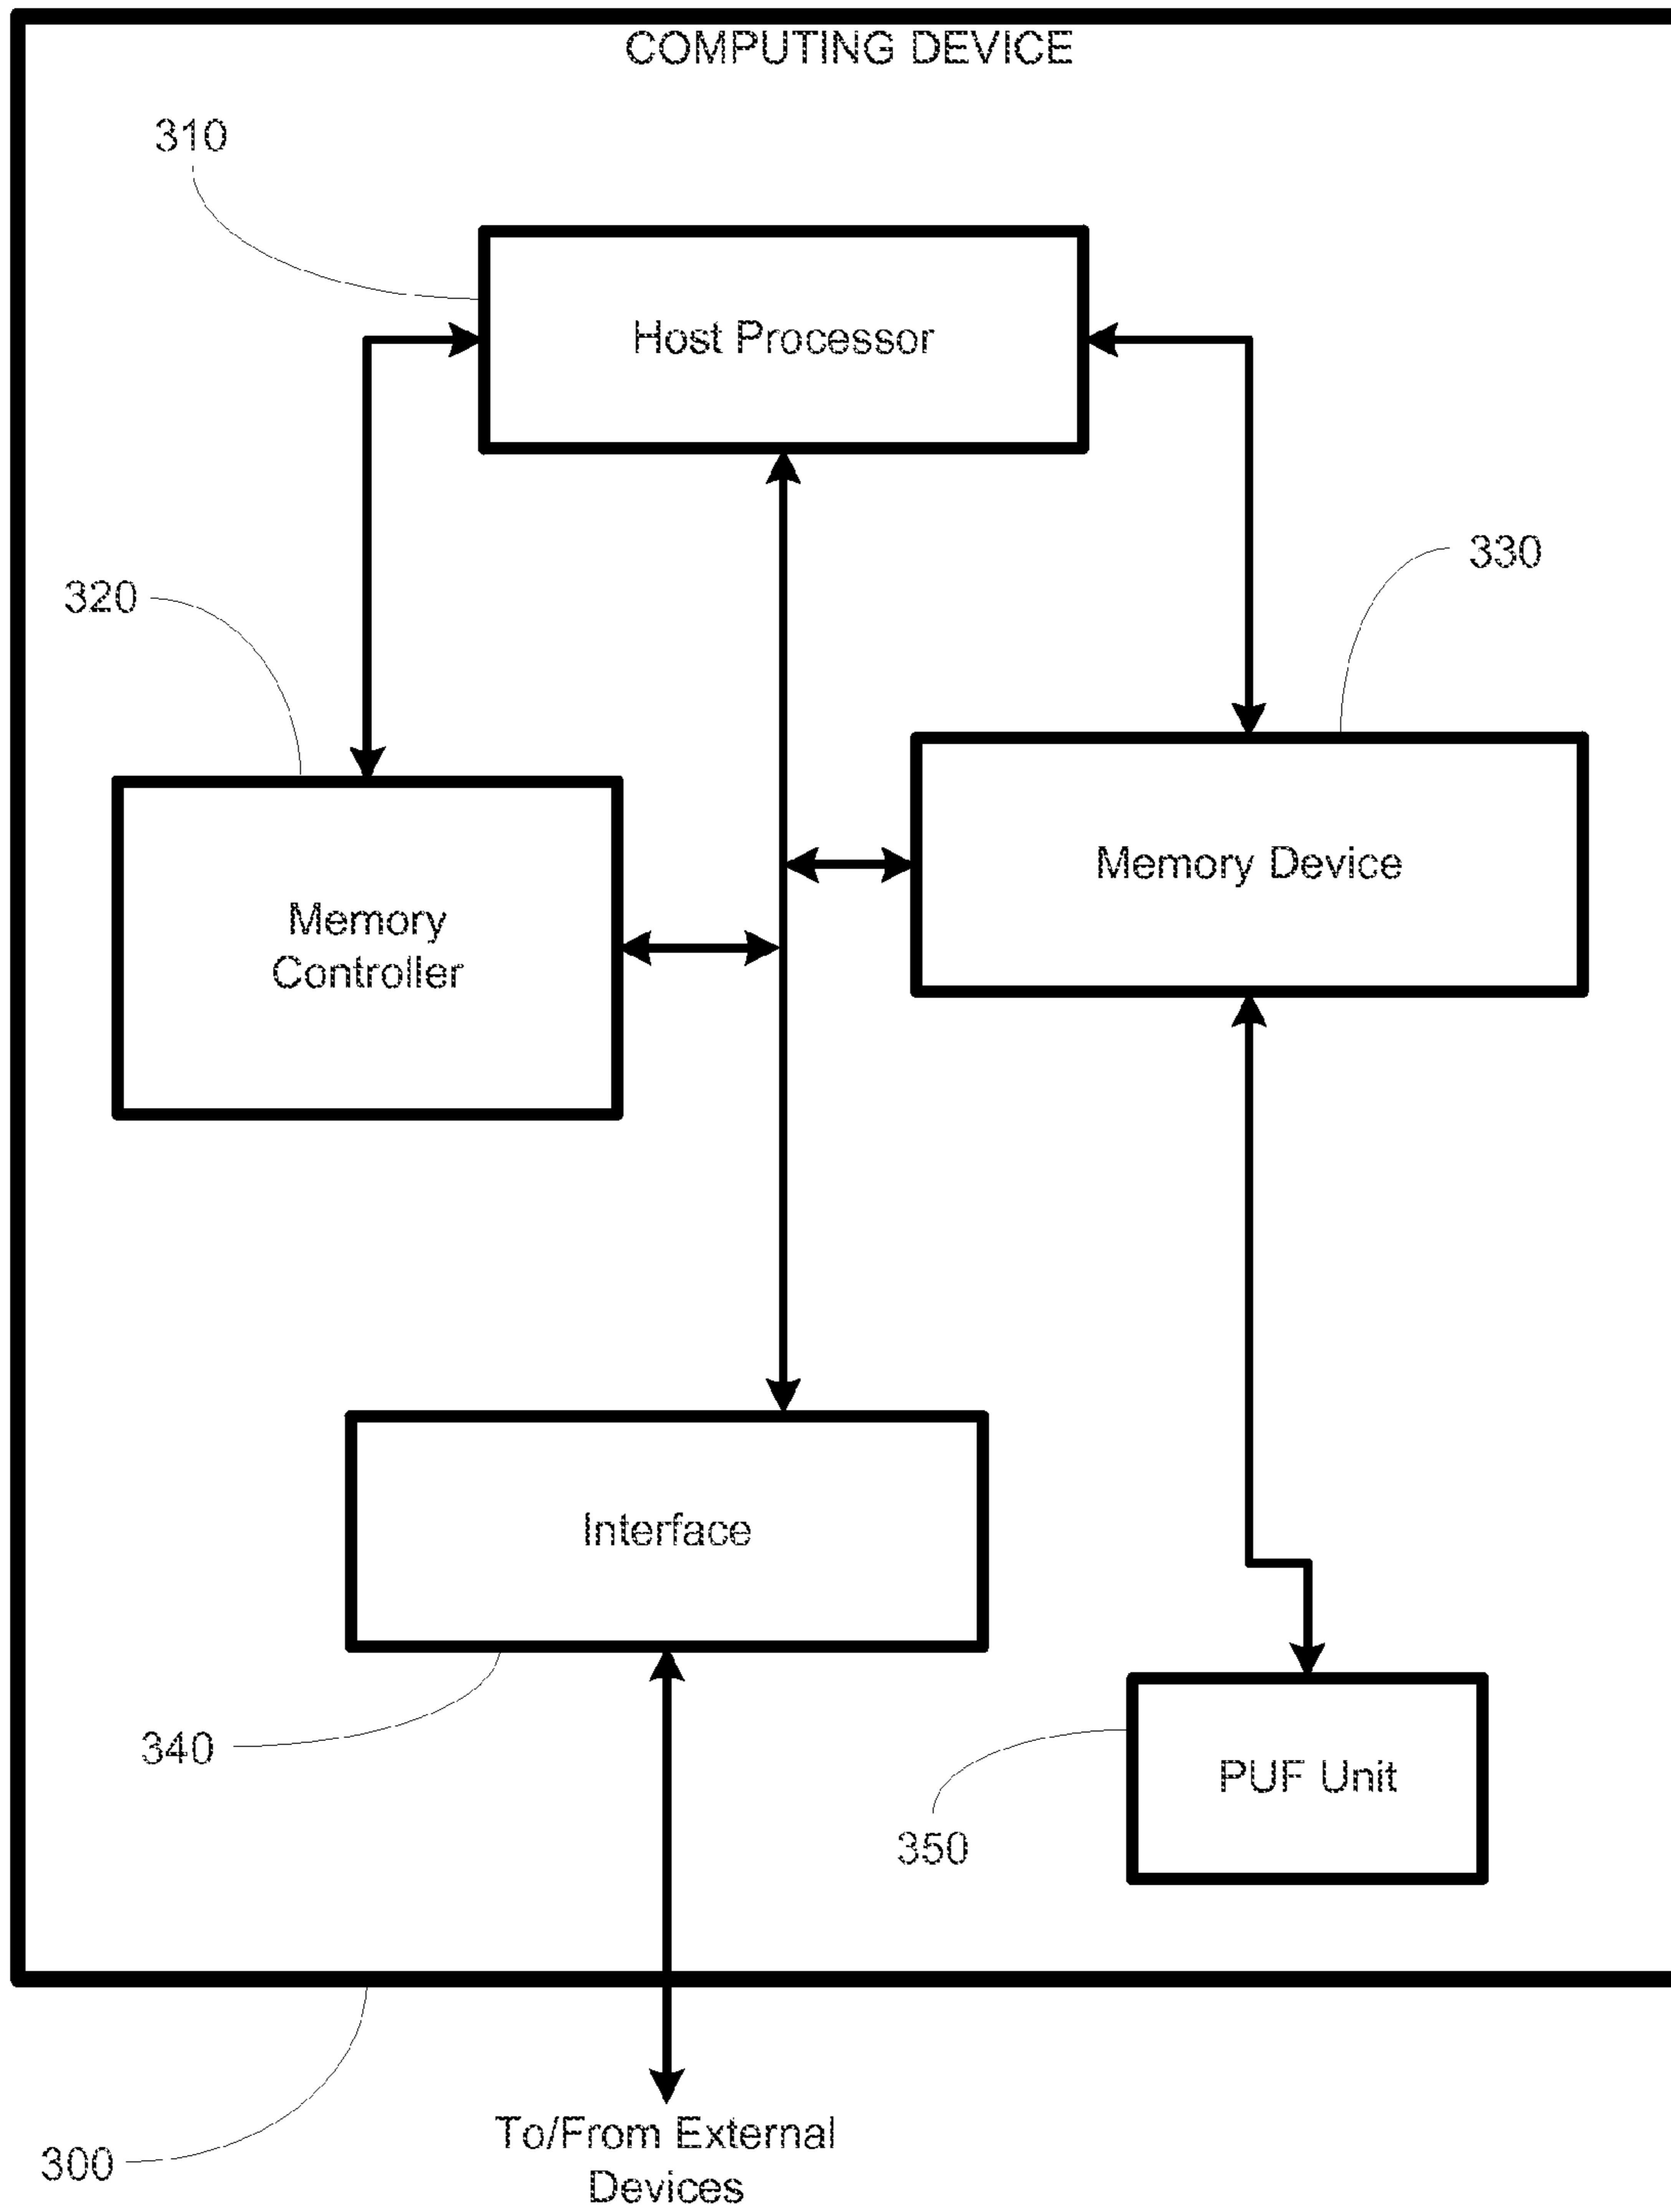 COMPUTING DEVICE
310
Host Processor
330
320
Memory Device
Memory
Controller
Interface
340
PUF Unit
350
To/From External
Devices
300